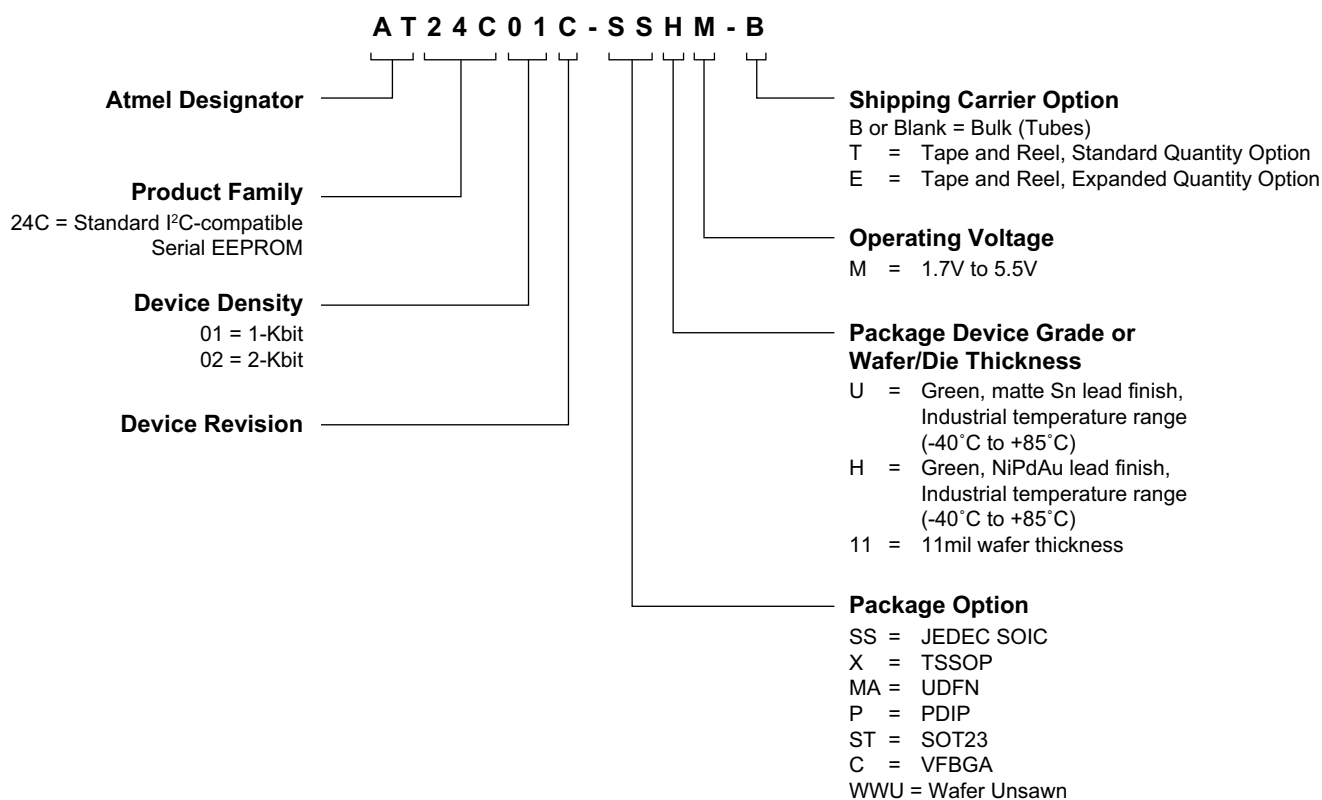 AT24C01C-SSHM-B
Atmel Designator
Product Family
24C = Standard I²C-compatible
Serial EEPROM
Device Density
01 = 1-Kbit
02 = 2-Kbit
Device Revision
Shipping Carrier Option
B or Blank = Bulk (Tubes)
T = Tape and Reel, Standard Quantity Option
E = Tape and Reel, Expanded Quantity Option
Operating Voltage
M = 1.7V to 5.5V
Package Device Grade or
Wafer/Die Thickness
U = Green, matte Sn lead finish,
Industrial temperature range
(-40˚C to +85˚C)
H = Green, NiPdAu lead finish,
Industrial temperature range
(-40˚C to +85˚C)
11 = 11mil wafer thickness
Package Option
SS = JEDEC SOIC
X = TSSOP
MA = UDFN
P = PDIP
ST = SOT23
C = VFBGA
WWU = Wafer Unsawn